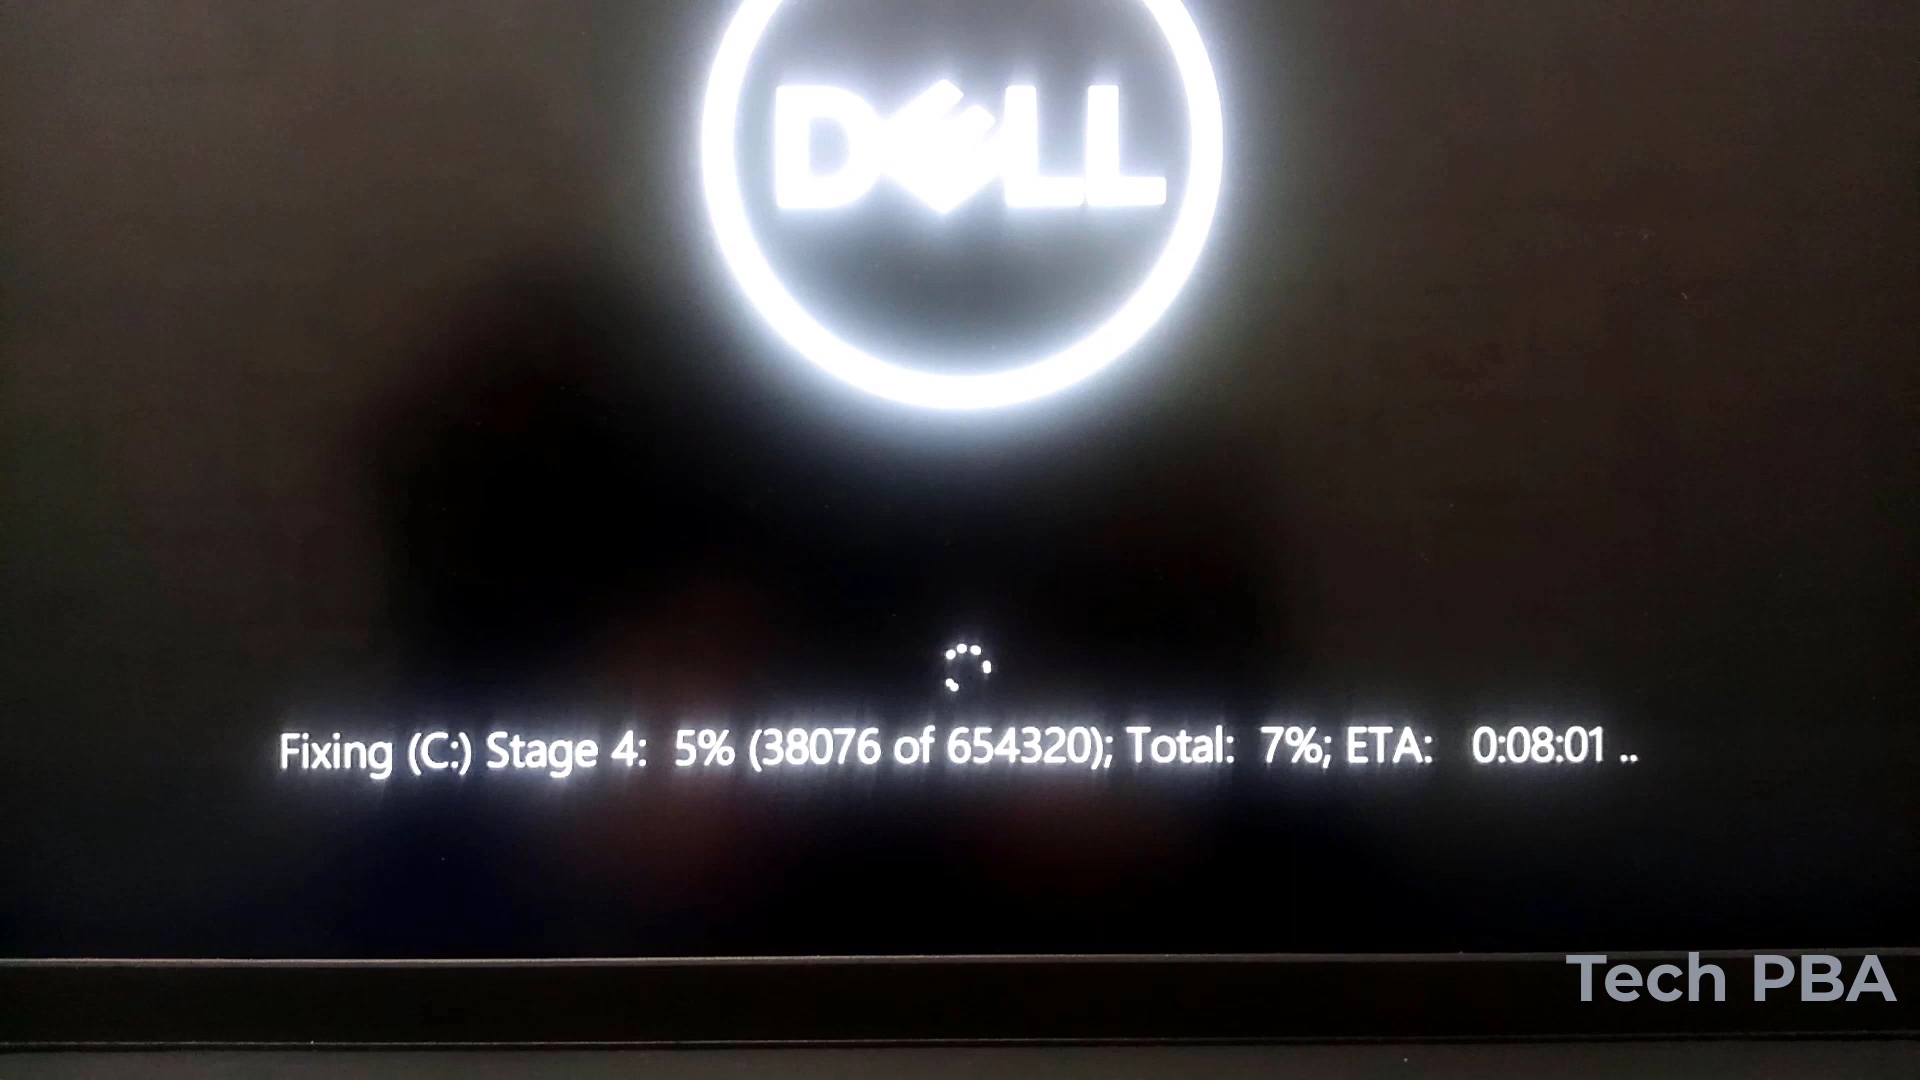 DELL
Fixing (C:) Stage 4:  5% (38076 of 654320); Total:  7%; ETA:   0:08:01 ..
Tech PBA